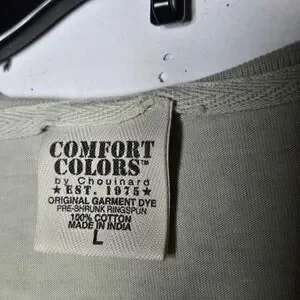 COMFORT
COLORS™
by Chouinard
★ EST. 1975 ★
ORIGINAL GARMENT DYE
PRE-SHRUNK RINGSPUN
100% COTTON
MADE IN INDIA
L